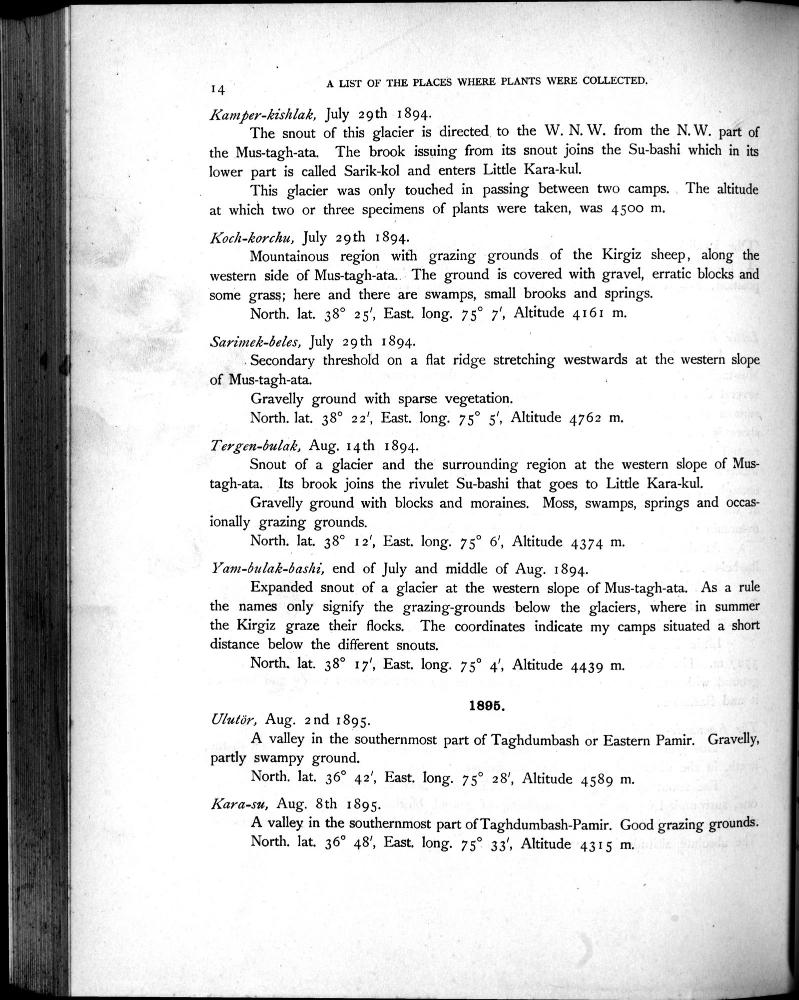 14
A LIST OF THE PLACES WHERE PLANTS WERE COLLECTED.
Kamper-kishlak, July 29th 1894.
The snout of this glacier is directed to the W. N. W. from the N. W. part of
the Mus-tagh-ata. The brook issuing from its snout joins the Su-bashi which in its
lower part is called Sarik-kol and enters Little Kara-kul.
This glacier was only touched in passing between two camps. The altitude
at which two or three specimens of plants were taken, was 4500 m.
Koch-korchu, July 29th 1894.
Mountainous region with grazing grounds of the Kirgiz sheep, along the
western side of Mus-tagh-ata. The ground is covered with gravel, erratic blocks and
some grass; here and there are swamps, small brooks and springs.
North. lat. 38° 25', East. long. 75° 7', Altitude 4161 m.
Sarimek-beles, July 29th 1894.
Secondary threshold on a flat ridge stretching westwards at the western slope
of Mus-tagh-ata.
Gravelly ground with sparse vegetation.
North. lat. 38° 22', East. long. 75° 5', Altitude 4762 m.
Tergen-bulak, Aug. 14th 1894.
Snout of a glacier and the surrounding region at the western slope of Mus-
tagh-ata. Its brook joins the rivulet Su-bashi that goes to Little Kara-kul.
Gravelly ground with blocks and moraines. Moss, swamps, springs and occas-
ionally grazing grounds.
North. lat. 38° 12', East. long. 75° 6', Altitude 4374 m.
Yam-bulak-bashi, end of July and middle of Aug. 1894.
Expanded snout of a glacier at the western slope of Mus-tagh-ata. As a rule
the names only signify the grazing-grounds below the glaciers, where in summer
the Kirgiz graze their flocks. The coordinates indicate my camps situated a short
distance below the different snouts.
North. lat. 38° 17', East. long. 75° 4', Altitude 4439 m.
1895.
Ulutör, Aug. 2nd 1895.
A valley in the southernmost part of Taghdumbash or Eastern Pamir. Gravelly,
partly swampy ground.
North. lat. 36° 42', East. long. 75° 28', Altitude 4589 m.
Kara-su, Aug. 8th 1895.
A valley in the southernmost part of Taghdumbash-Pamir. Good grazing grounds.
North. lat. 36° 48', East. long. 75° 33', Altitude 4315 m.